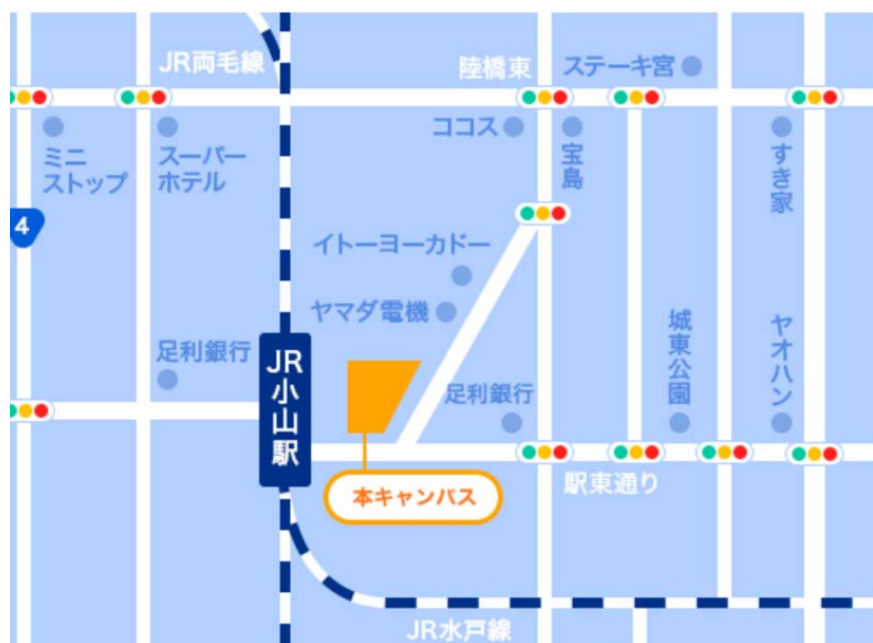 JR両毛線
陸橋東
ステーキ宮
ココス
宝島
すき家
ミニ
ストップ
スーパー
ホテル
4
イトーヨーカドー
ヤマダ電機
足利銀行
JR小山駅
足利銀行
城東公園
ヤオハン
本キャンパス
駅東通り
JR水戸線